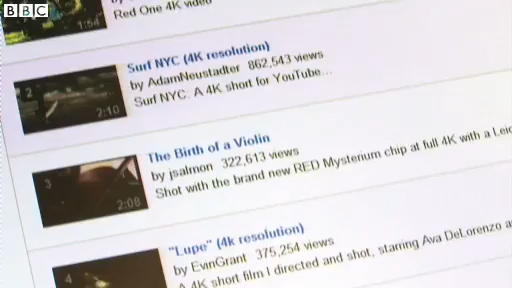 BBC
1:54
Red One 4K video
2
2:10
Surf NYC (4K resolution)
by AdamNeustadter 862,543 views
Surf NYC. A 4K short for YouTube...
3
2:08
The Birth of a Violin
by jsalmon 322,613 views
Shot with the brand new RED Mysterium chip at full 4K with a
4
"Lupe" (4k resolution)
by EvinGrant 375,254 views
A 4K short film I directed and shot, starring Ava DeLorenzo